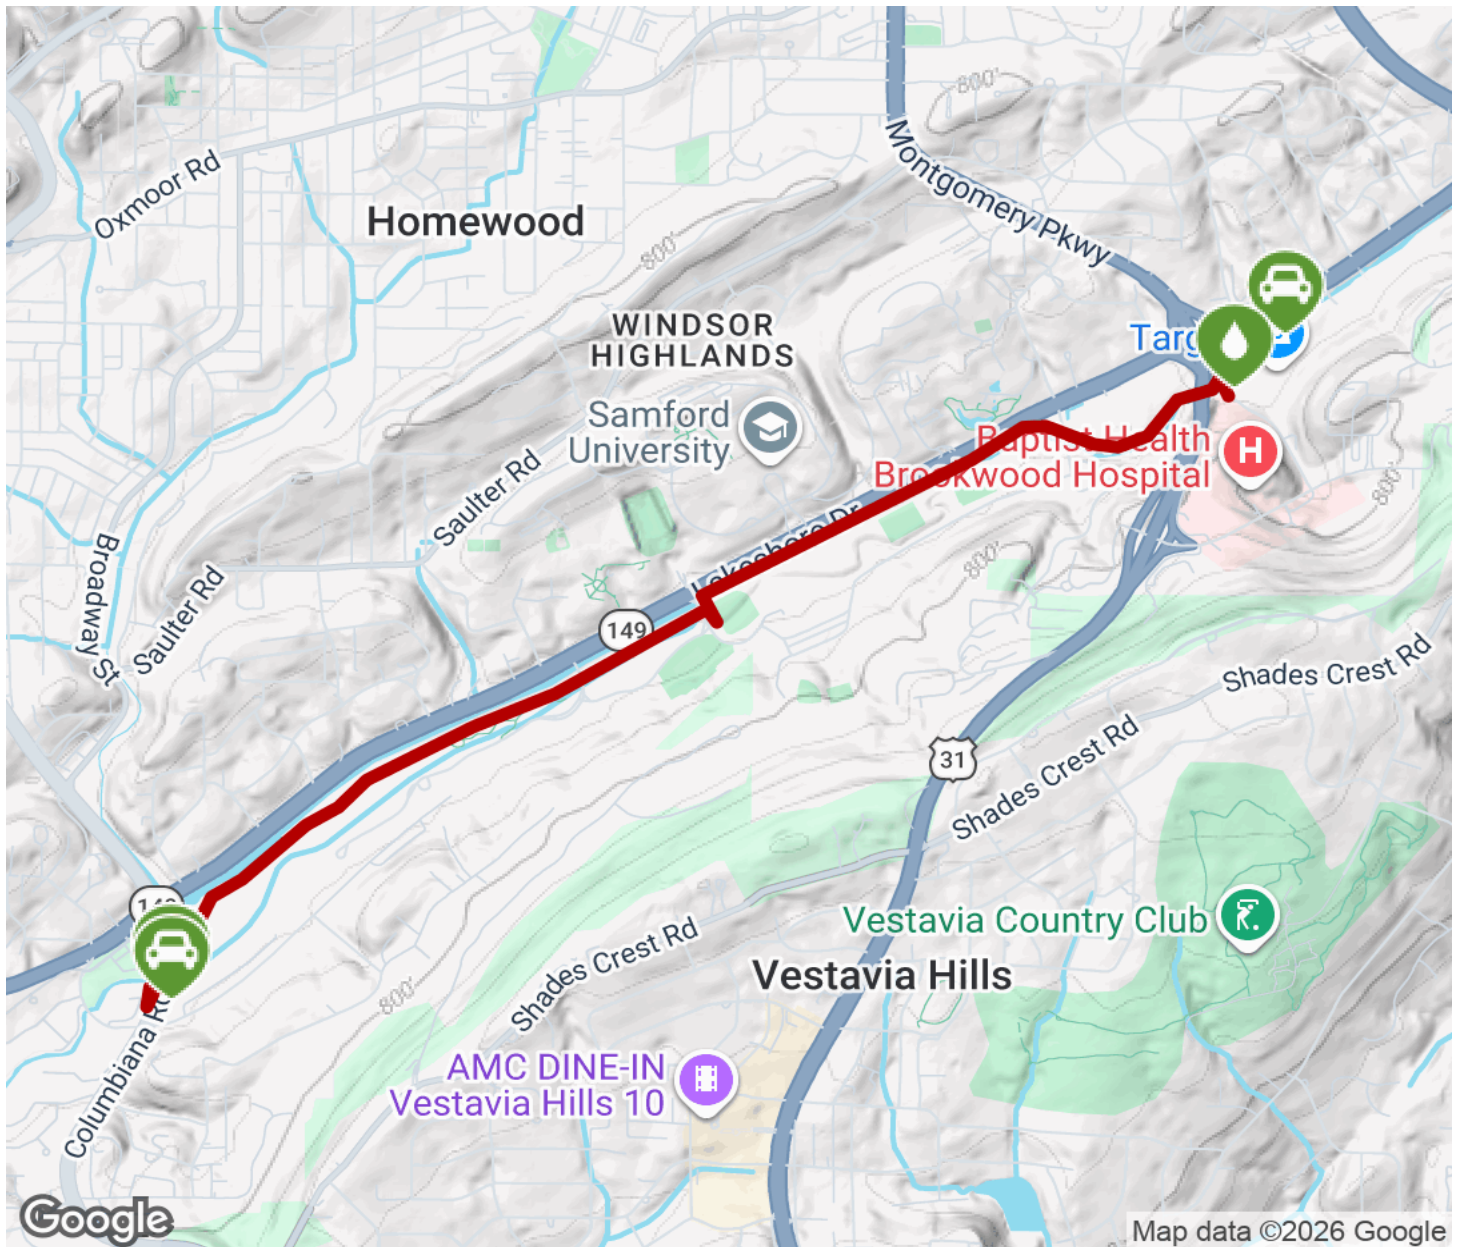 800'
Montgomery Pkwy
Oxmoor Rd
Homewood
800'
WINDSOR
HIGHLANDS
Targ
Samford
University
Baptist Health
Brookwood Hospital
Saulter Rd
800'
Lakeshore Dr
800'
Broadway St
Saulter Rd
149
Shades Crest Rd
31
Shades Crest Rd
149
Vestavia Country Club
Shades Crest Rd
Vestavia Hills
800'
Columbiana Rd
AMC DINE-IN
Vestavia Hills 10
Google
Map data ©2026 Google